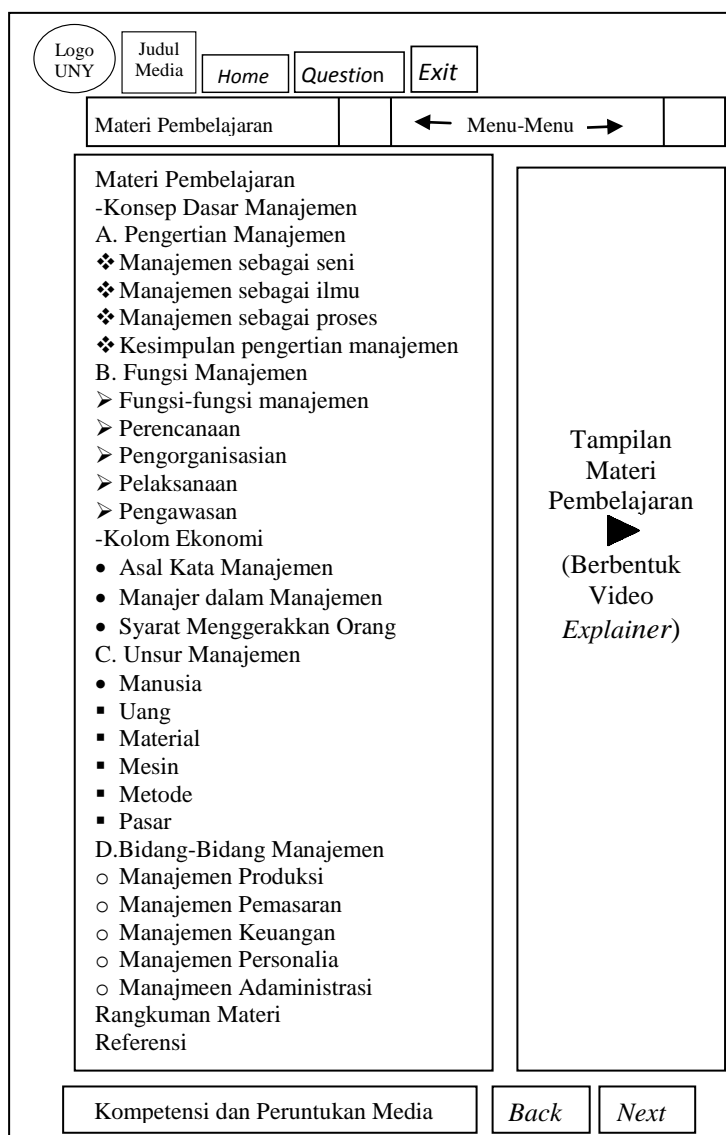 Logo
UNY
Judul
Media
Home
Question
Exit
Materi Pembelajaran
Menu-Menu
Materi Pembelajaran
-Konsep Dasar Manajemen
A. Pengertian Manajemen
❖ Manajemen sebagai seni
❖ Manajemen sebagai ilmu
❖ Manajemen sebagai proses
❖ Kesimpulan pengertian manajemen
B. Fungsi Manajemen
➢ Fungsi-fungsi manajemen
➢ Perencanaan
➢ Pengorganisasian
➢ Pelaksanaan
➢ Pengawasan
-Kolom Ekonomi
• Asal Kata Manajemen
• Manajer dalam Manajemen
• Syarat Menggerakkan Orang
C. Unsur Manajemen
• Manusia
▪ Uang
▪ Material
▪ Mesin
▪ Metode
▪ Pasar
D.Bidang-Bidang Manajemen
o Manajemen Produksi
o Manajemen Pemasaran
o Manajemen Keuangan
o Manajemen Personalia
o Manajmeen Adaministrasi
Rangkuman Materi
Referensi
Tampilan
Materi
Pembelajaran
(Berbentuk
Video
Explainer)
Kompetensi dan Peruntukan Media
Back
Next